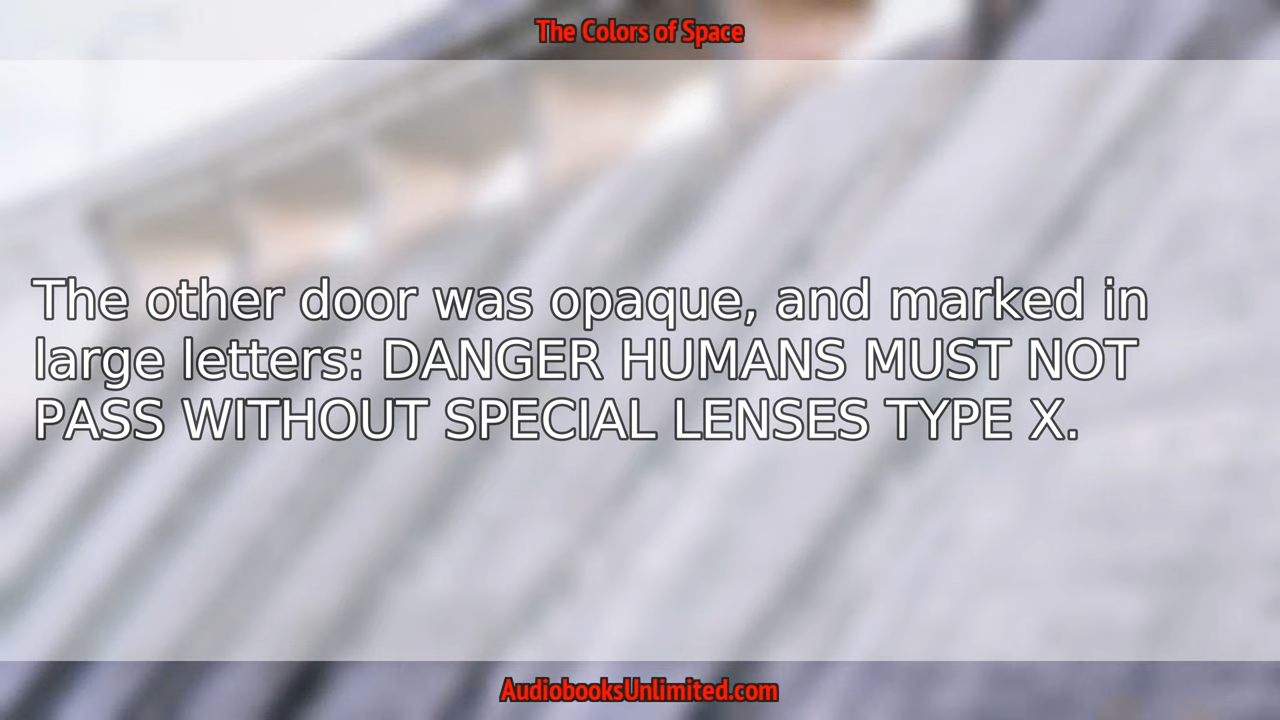 The Colors of Space
The other door was opaque, and marked in
large letters: DANGER HUMANS MUST NOT
PASS WITHOUT SPECIAL LENSES TYPE X.
AudiobooksUnlimited.com